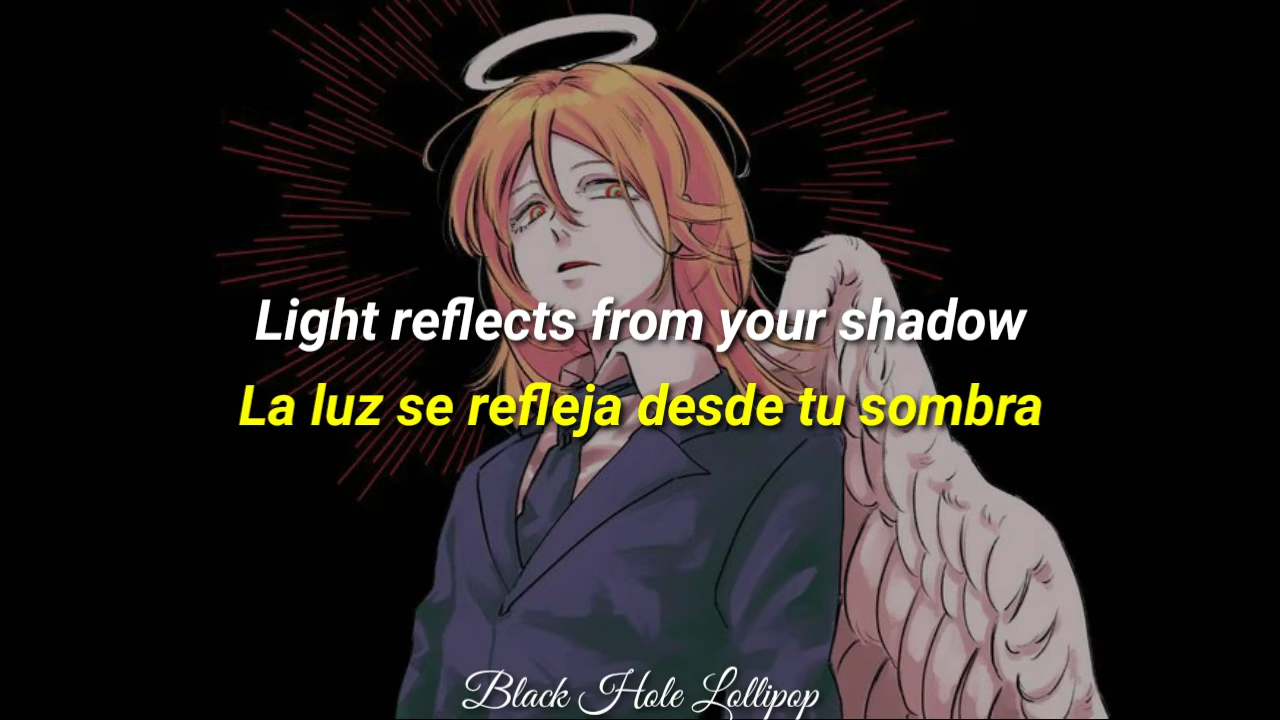 Light reflects from your shadow
La luz se refleja desde tu sombra
Black Hole Lollipop